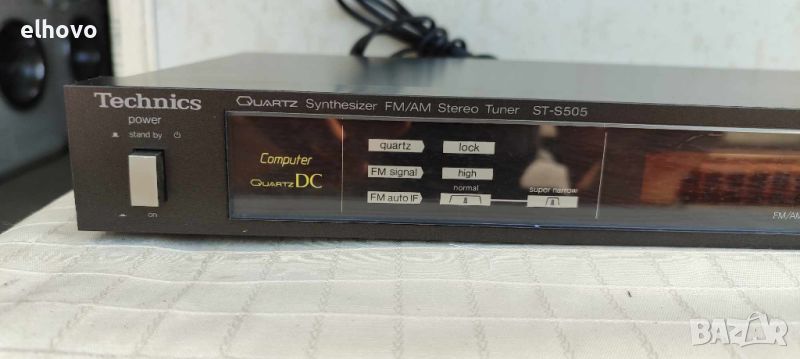 elhovo
Technics
QUARTZ Synthesizer FM/AM Stereo Tuner ST-S505
power
stand by
on
Computer
QUARTZ DC
quartz lock
FM signal high
FM auto IF normal super narrow
FM/AM
BAZAR